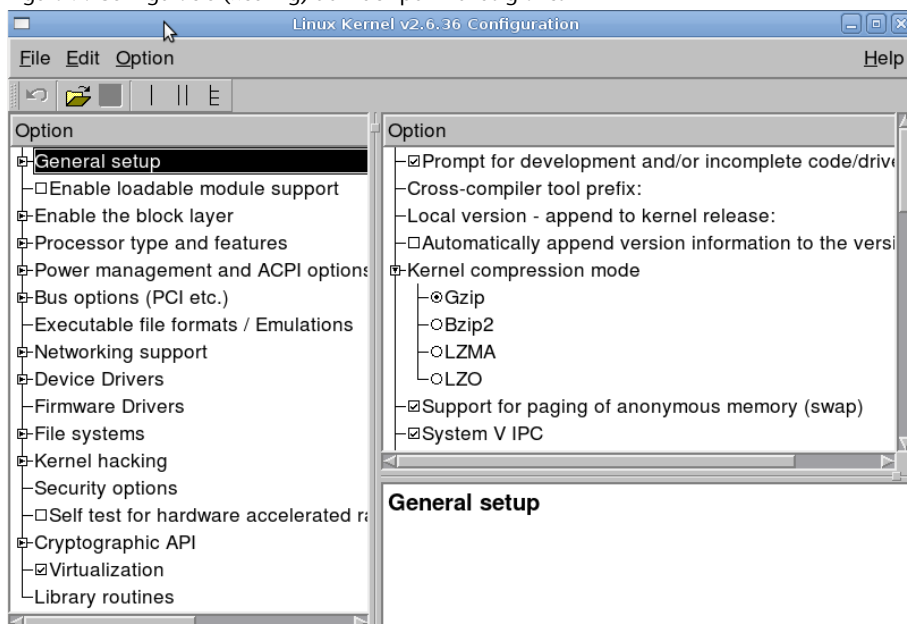 Linux Kernel v2.6.36 Configuration
File Edit Option Help
Option
General setup
Enable loadable module support
Enable the block layer
Processor type and features
Power management and ACPI options
Bus options (PCI etc.)
Executable file formats / Emulations
Networking support
Device Drivers
Firmware Drivers
File systems
Kernel hacking
Security options
Self test for hardware accelerated
Cryptographic API
Virtualization
Library routines
Option
Prompt for development and/or incomplete code/drive
Cross-compiler tool prefix:
Local version - append to kernel release:
Automatically append version information to the versi
Kernel compression mode
Gzip
Bzip2
LZMA
LZO
Support for paging of anonymous memory (swap)
System V IPC
General setup